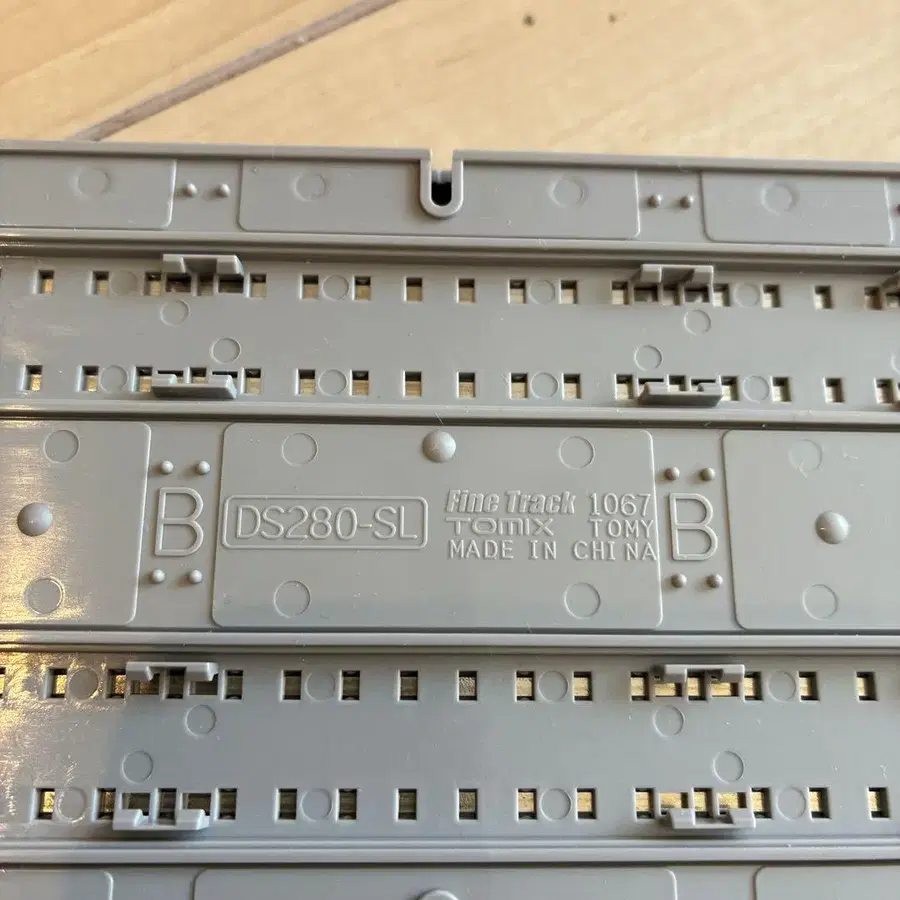 B
DS280-SL
Fine Track 1067
TOMIX TOMY
MADE IN CHINA
B